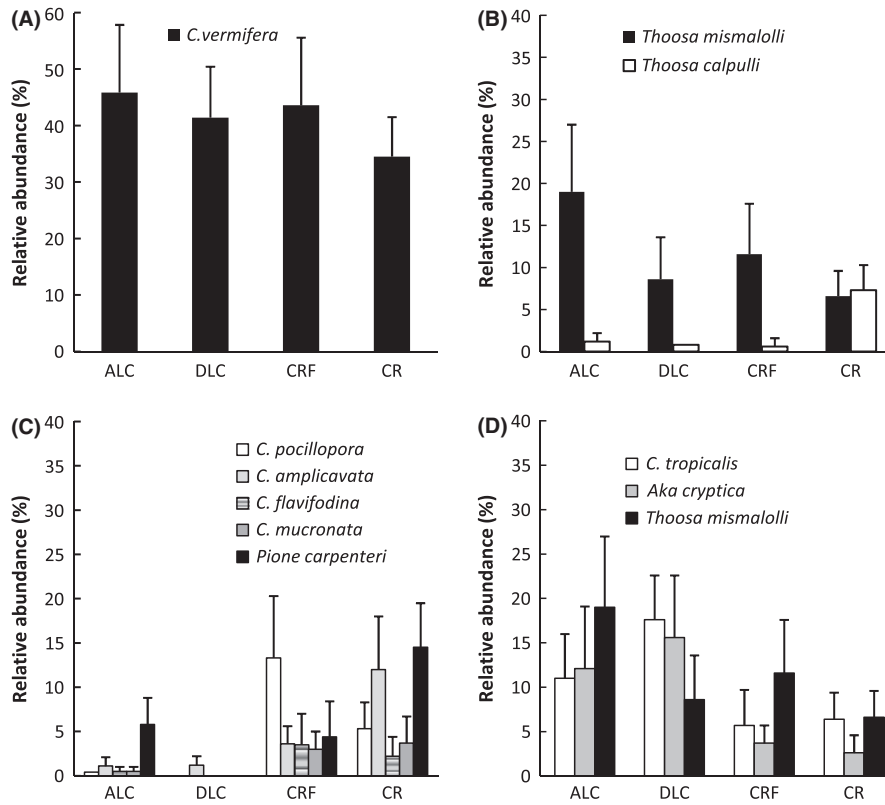 (A)
C.vermifera
Relative abundance (%)
60
50
40
30
20
10
0
ALC DLC CRF CR
(B)
Thoosa mismalolli
Thoosa calpulli
Relative abundance (%)
40
35
30
25
20
15
10
5
0
ALC DLC CRF CR
(C)
C. pocillopora
C. amplicavata
C. flavifodina
C. mucronata
Pione carpenteri
Relative abundance (%)
40
35
30
25
20
15
10
5
0
ALC DLC CRF CR
(D)
C. tropicalis
Aka cryptica
Thoosa mismalolli
Relative abundance (%)
40
35
30
25
20
15
10
5
0
ALC DLC CRF CR